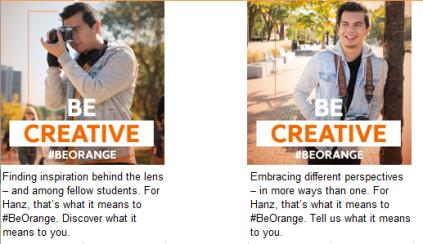 BE
CREATIVE
#BEORANGE
Finding inspiration behind the lens
– and among fellow students. For
Hanz, that's what it means to
#BeOrange. Discover what it
means to you.
BE
CREATIVE
#BEORANGE
Embracing different perspectives
– in more ways than one. For
Hanz, that's what it means to
#BeOrange. Tell us what it means
to you.